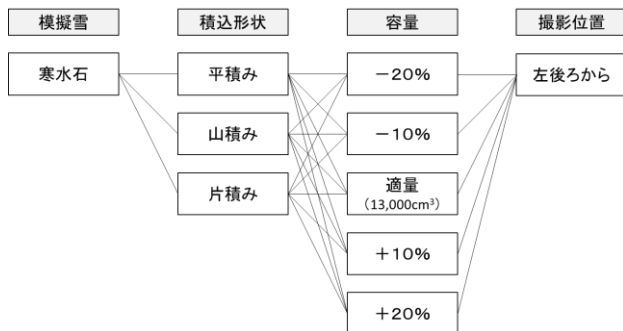 模擬雪
積込形状
容量
撮影位置
寒水石
平積み
－20%
左後ろから
山積み
－10%
片積み
適量
（13,000cm³）
＋10%
＋20%